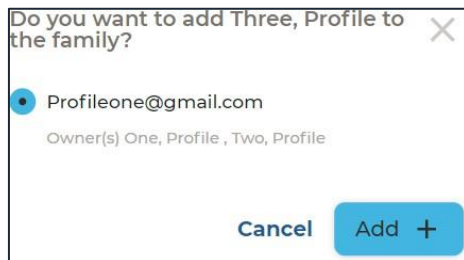 Do you want to add Three, Profile to
the family?
Profileone@gmail.com
Owner(s) One, Profile , Two, Profile
Cancel
Add +